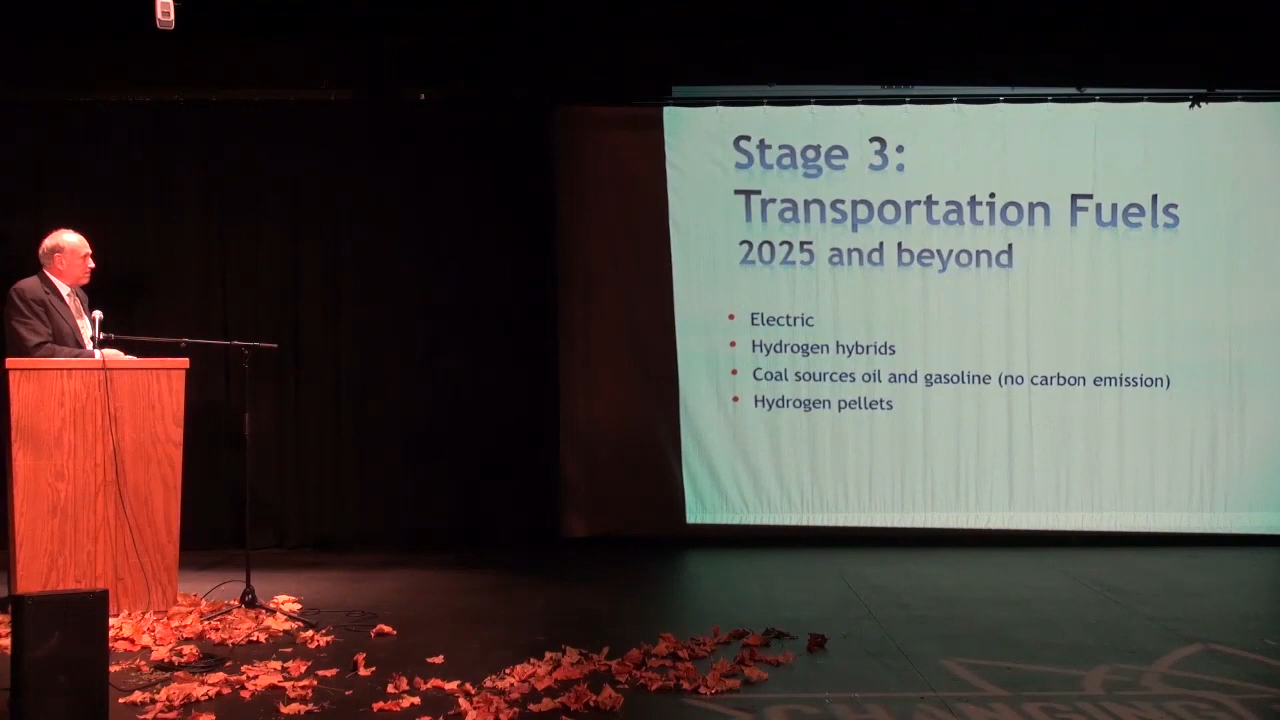 Stage 3:
Transportation Fuels
2025 and beyond
• Electric
• Hydrogen hybrids
• Coal sources oil and gasoline (no carbon emission)
• Hydrogen pellets
CHANGING